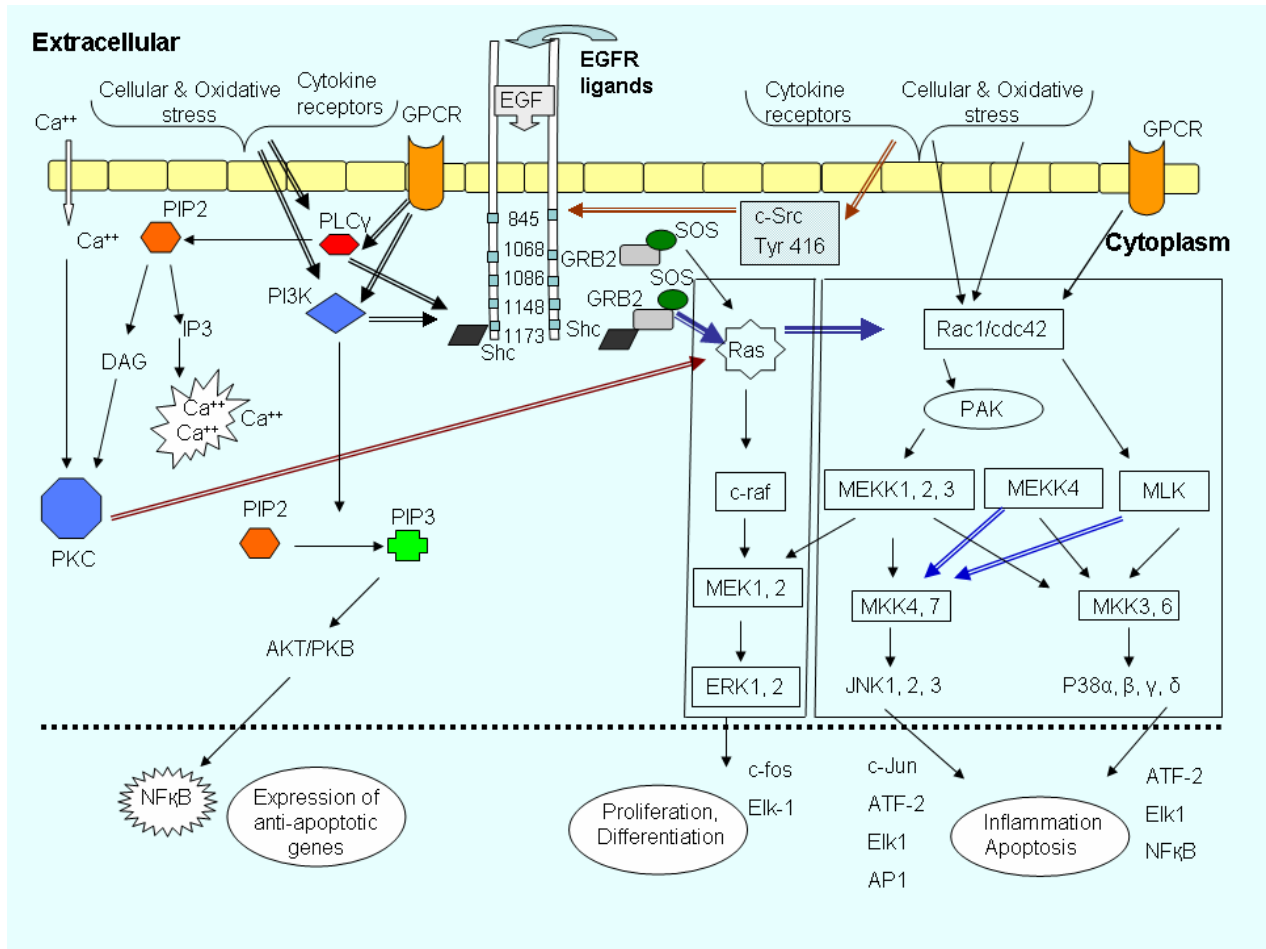 Extracellular
EGFR
ligands
Cellular & Oxidative
stress
Cytokine
receptors
GPCR
EGF
Cytokine
receptors
Cellular & Oxidative
stress
GPCR
Ca++
Ca++
PIP2
PLCγ
845
1068
1086
1148
1173
GRB2
SOS
c-Src
Tyr 416
Cytoplasm
PI3K
GRB2
SOS
Shc
Shc
Ras
Rac1/cdc42
IP3
DAG
PAK
Ca++
Ca++
Ca++
c-raf
MEKK1, 2, 3
MEKK4
MLK
PKC
PIP2
PIP3
MEK1, 2
MKK4, 7
MKK3, 6
AKT/PKB
ERK1, 2
JNK1, 2, 3
P38α, β, γ, δ
NFκB
Expression of
anti-apoptotic
genes
Proliferation,
Differentiation
c-fos
Elk-1
c-Jun
ATF-2
Elk1
AP1
Inflammation
Apoptosis
ATF-2
Elk1
NFκB